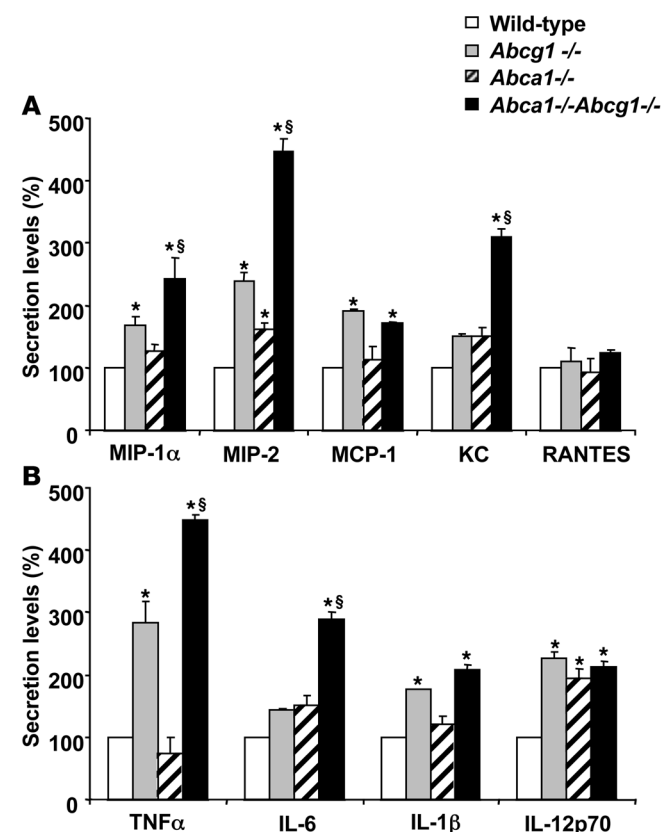 Wild-type
Abcg1 -/-
Abca1-/-
Abca1-/-Abcg1-/-
A
Secretion levels (%)
500
400
300
200
100
0
*
*§
*
*
*§
*
*
*§
MIP-1α MIP-2 MCP-1 KC RANTES
B
Secretion levels (%)
500
400
300
200
100
0
*
*§
*§
*
*
*
*
*
TNFα IL-6 IL-1β IL-12p70